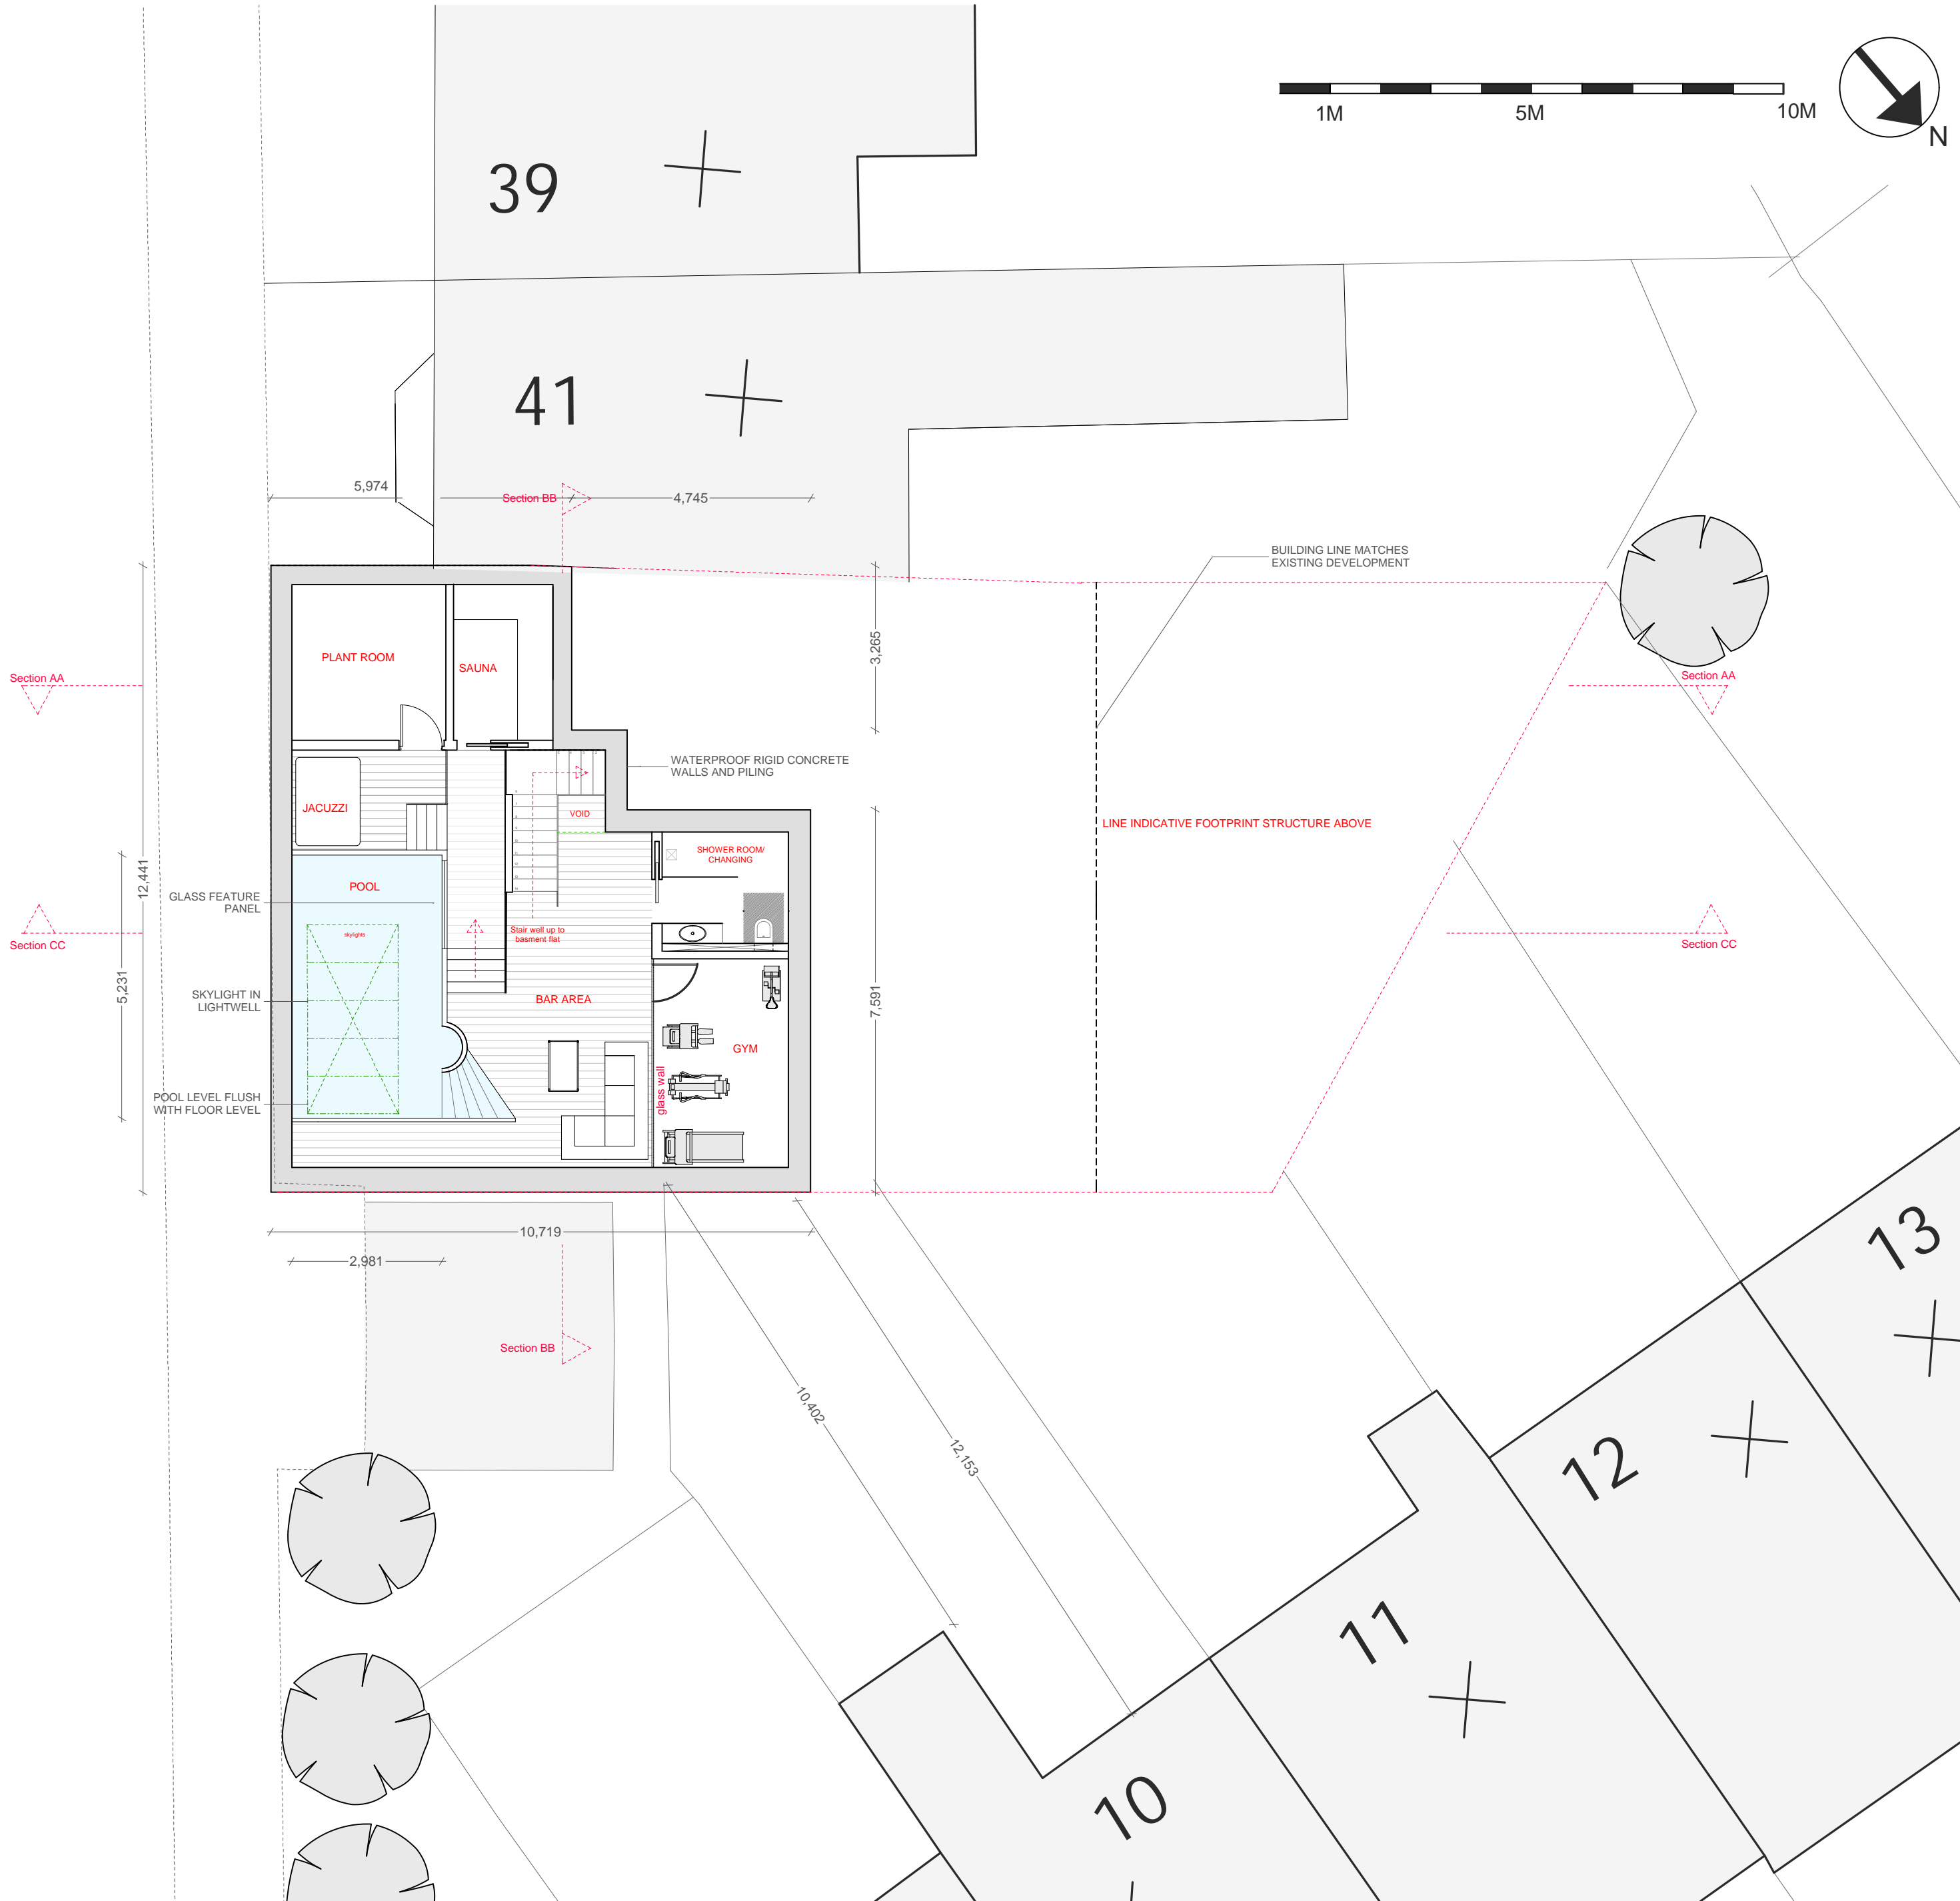 1M
5M
10M
N
39
41
5,974
Section BB
4,745
BUILDING LINE MATCHES
EXISTING DEVELOPMENT
3,265
PLANT ROOM
SAUNA
Section AA
Section AA
WATERPROOF RIGID CONCRETE
WALLS AND PILING
JACUZZI
VOID
LINE INDICATIVE FOOTPRINT STRUCTURE ABOVE
SHOWER ROOM/
CHANGING
12,441
POOL
GLASS FEATURE
PANEL
skylights
Stair well up to
basment flat
Section CC
Section CC
5,231
SKYLIGHT IN
LIGHTWELL
BAR AREA
7,591
GYM
glass wall
POOL LEVEL FLUSH
WITH FLOOR LEVEL
10,719
2,981
Section BB
10,402
12,153
13
12
11
10